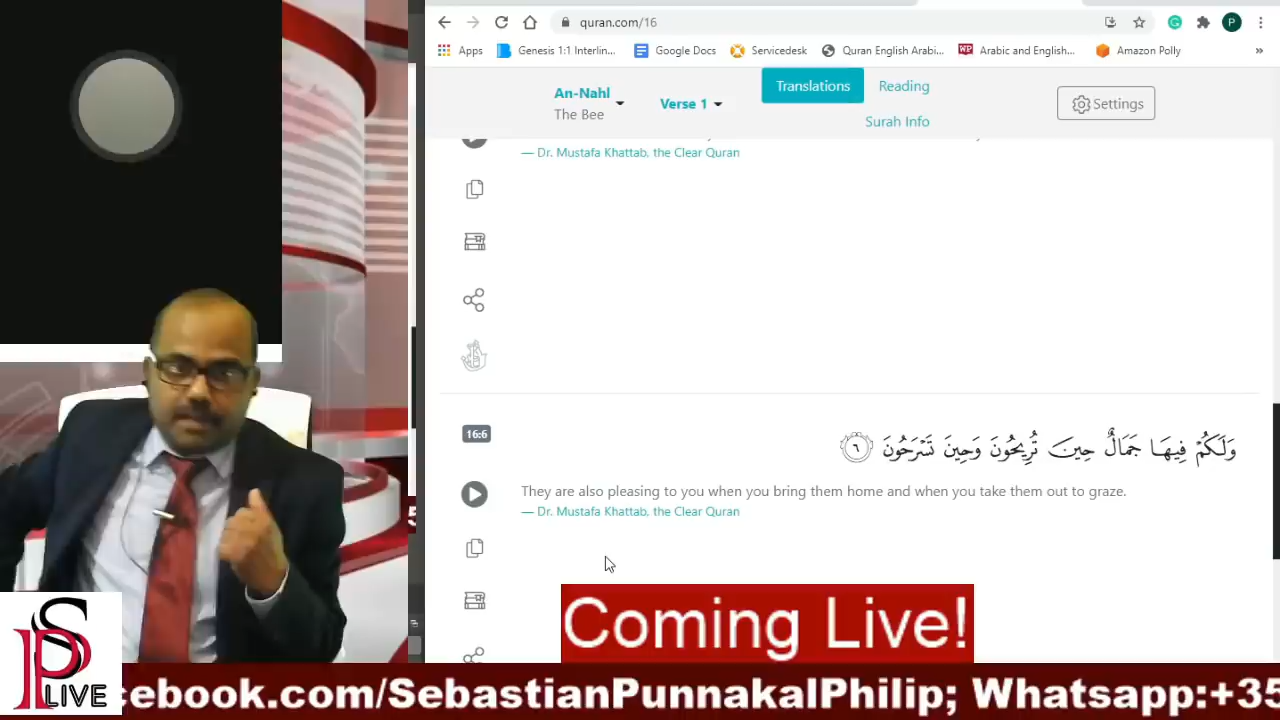 quran.com/16
Apps
Genesis 1:1 Interlin...
Google Docs
Servicedesk
Quran English Arabi...
Arabic and English...
Amazon Polly
»
An-Nahl
The Bee
Verse 1
Translations
Reading
Surah Info
Settings
— Dr. Mustafa Khattab, the Clear Quran
16:6
وَلَكُمْ فِيهَا جَمَالٌ حِينَ تُرِيحُونَ وَحِينَ تَسْرَحُونَ ٦
They are also pleasing to you when you bring them home and when you take them out to graze.
— Dr. Mustafa Khattab, the Clear Quran
Coming Live!
SP LIVE
cebook.com/SebastianPunnakalPhilip; Whatsapp:+35